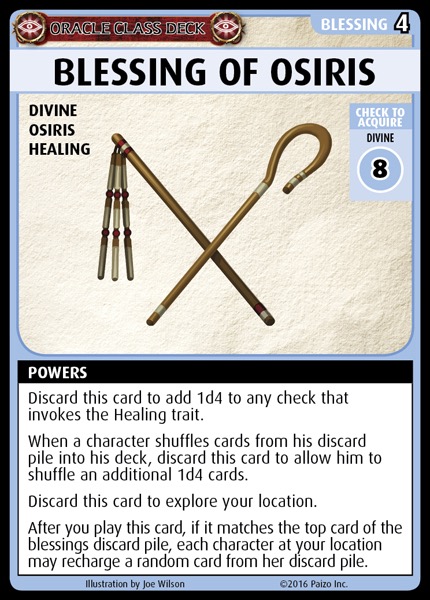 ORACLE CLASS DECK
BLESSING 4
BLESSING OF OSIRIS
DIVINE
OSIRIS
HEALING
CHECK TO
ACQUIRE
DIVINE
8
POWERS
Discard this card to add 1d4 to any check that
invokes the Healing trait.
When a character shuffles cards from his discard
pile into his deck, discard this card to allow him to
shuffle an additional 1d4 cards.
Discard this card to explore your location.
After you play this card, if it matches the top card of the
blessings discard pile, each character at your location
may recharge a random card from her discard pile.
Illustration by Joe Wilson ©2016 Paizo Inc.